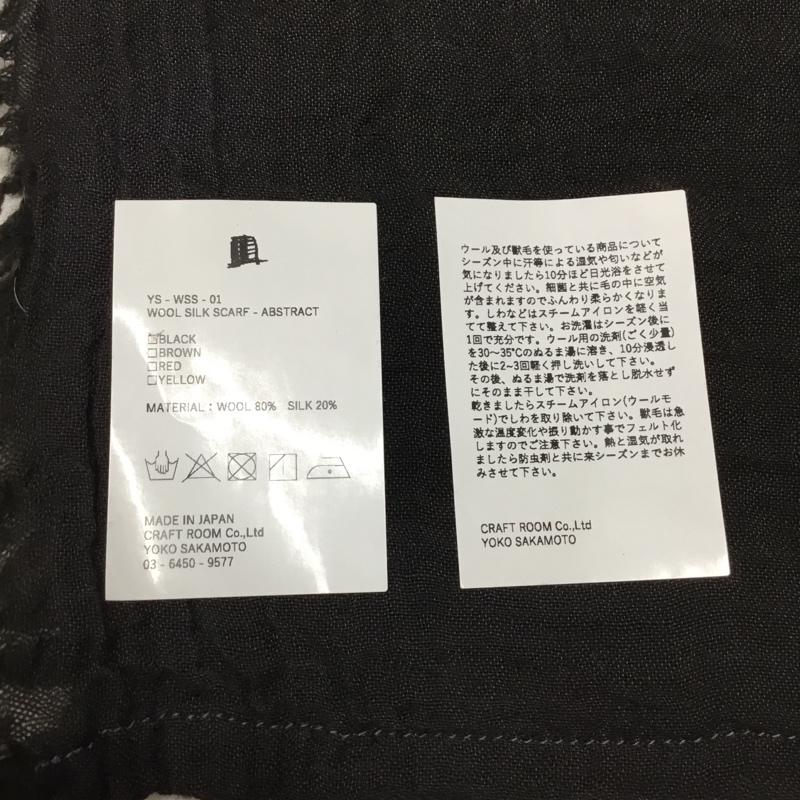 YS - WSS - 01
WOOL SILK SCARF - ABSTRACT
BLACK
BROWN
RED
YELLOW
MATERIAL : WOOL 80% SILK 20%
MADE IN JAPAN
CRAFT ROOM Co.,Ltd
YOKO SAKAMOTO
03 - 6450 - 9577
ウール及び獣毛を使っている商品について
シーズン中に汗等による湿気や匂いなどが
気になりましたら10分ほど日光浴をさせて
上げてください。細菌と共に毛の中に空気
が含まれますのでふんわり柔らかくなりま
す。しわなどはスチームアイロンを軽く当
てて整えて下さい。お洗濯はシーズン後に
1回で充分です。ウール用の洗剤(ごく少量)
を30〜35℃のぬるま湯に溶き、10分浸透し
た後に2~3回軽く押し洗いして下さい。
その後、ぬるま湯で洗剤を落とし脱水せず
にそのまま干して下さい。
乾きましたらスチームアイロン(ウールモ
ード)でしわを取り除いて下さい。獣毛は急
激な温度変化や振り動かす事でフェルト化
しますのでご注意下さい。熱と湿気が取れ
ましたら防虫剤と共に来シーズンまでお休
みさせて下さい。
CRAFT ROOM Co.,Ltd
YOKO SAKAMOTO